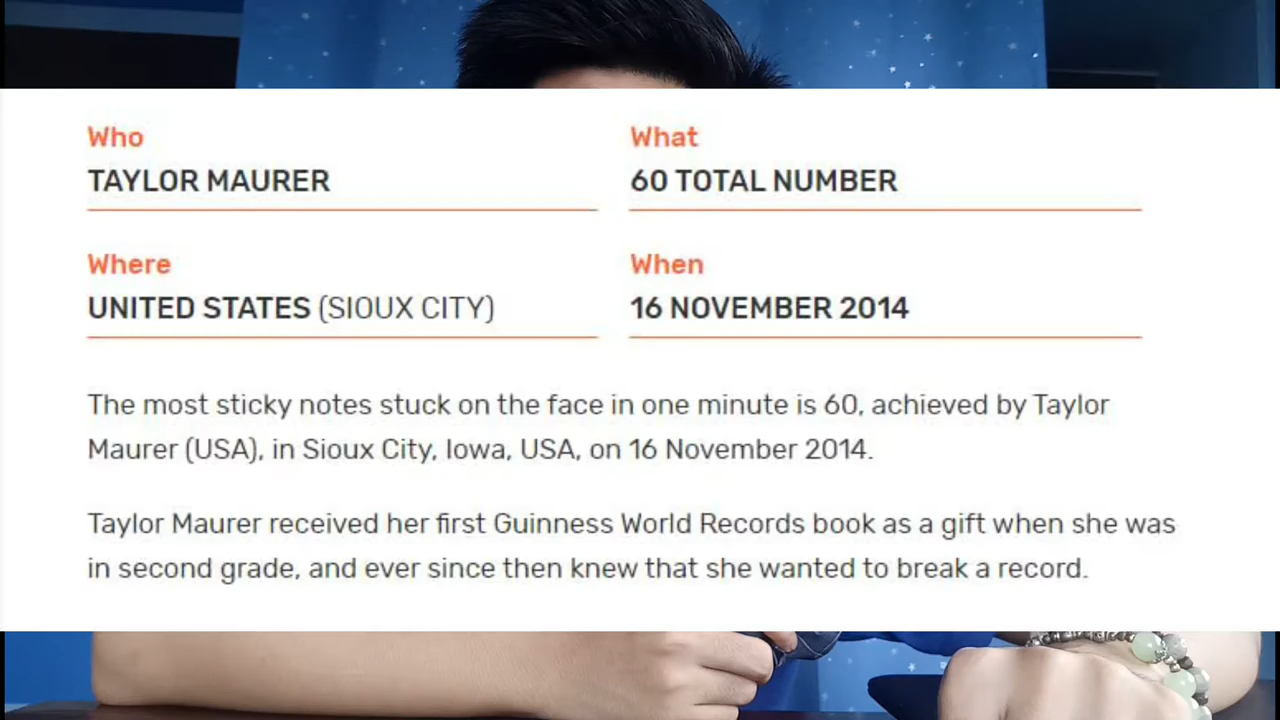 Who
TAYLOR MAURER
What
60 TOTAL NUMBER
Where
UNITED STATES (SIOUX CITY)
When
16 NOVEMBER 2014
The most sticky notes stuck on the face in one minute is 60, achieved by Taylor
Maurer (USA), in Sioux City, Iowa, USA, on 16 November 2014.
Taylor Maurer received her first Guinness World Records book as a gift when she was
in second grade, and ever since then knew that she wanted to break a record.